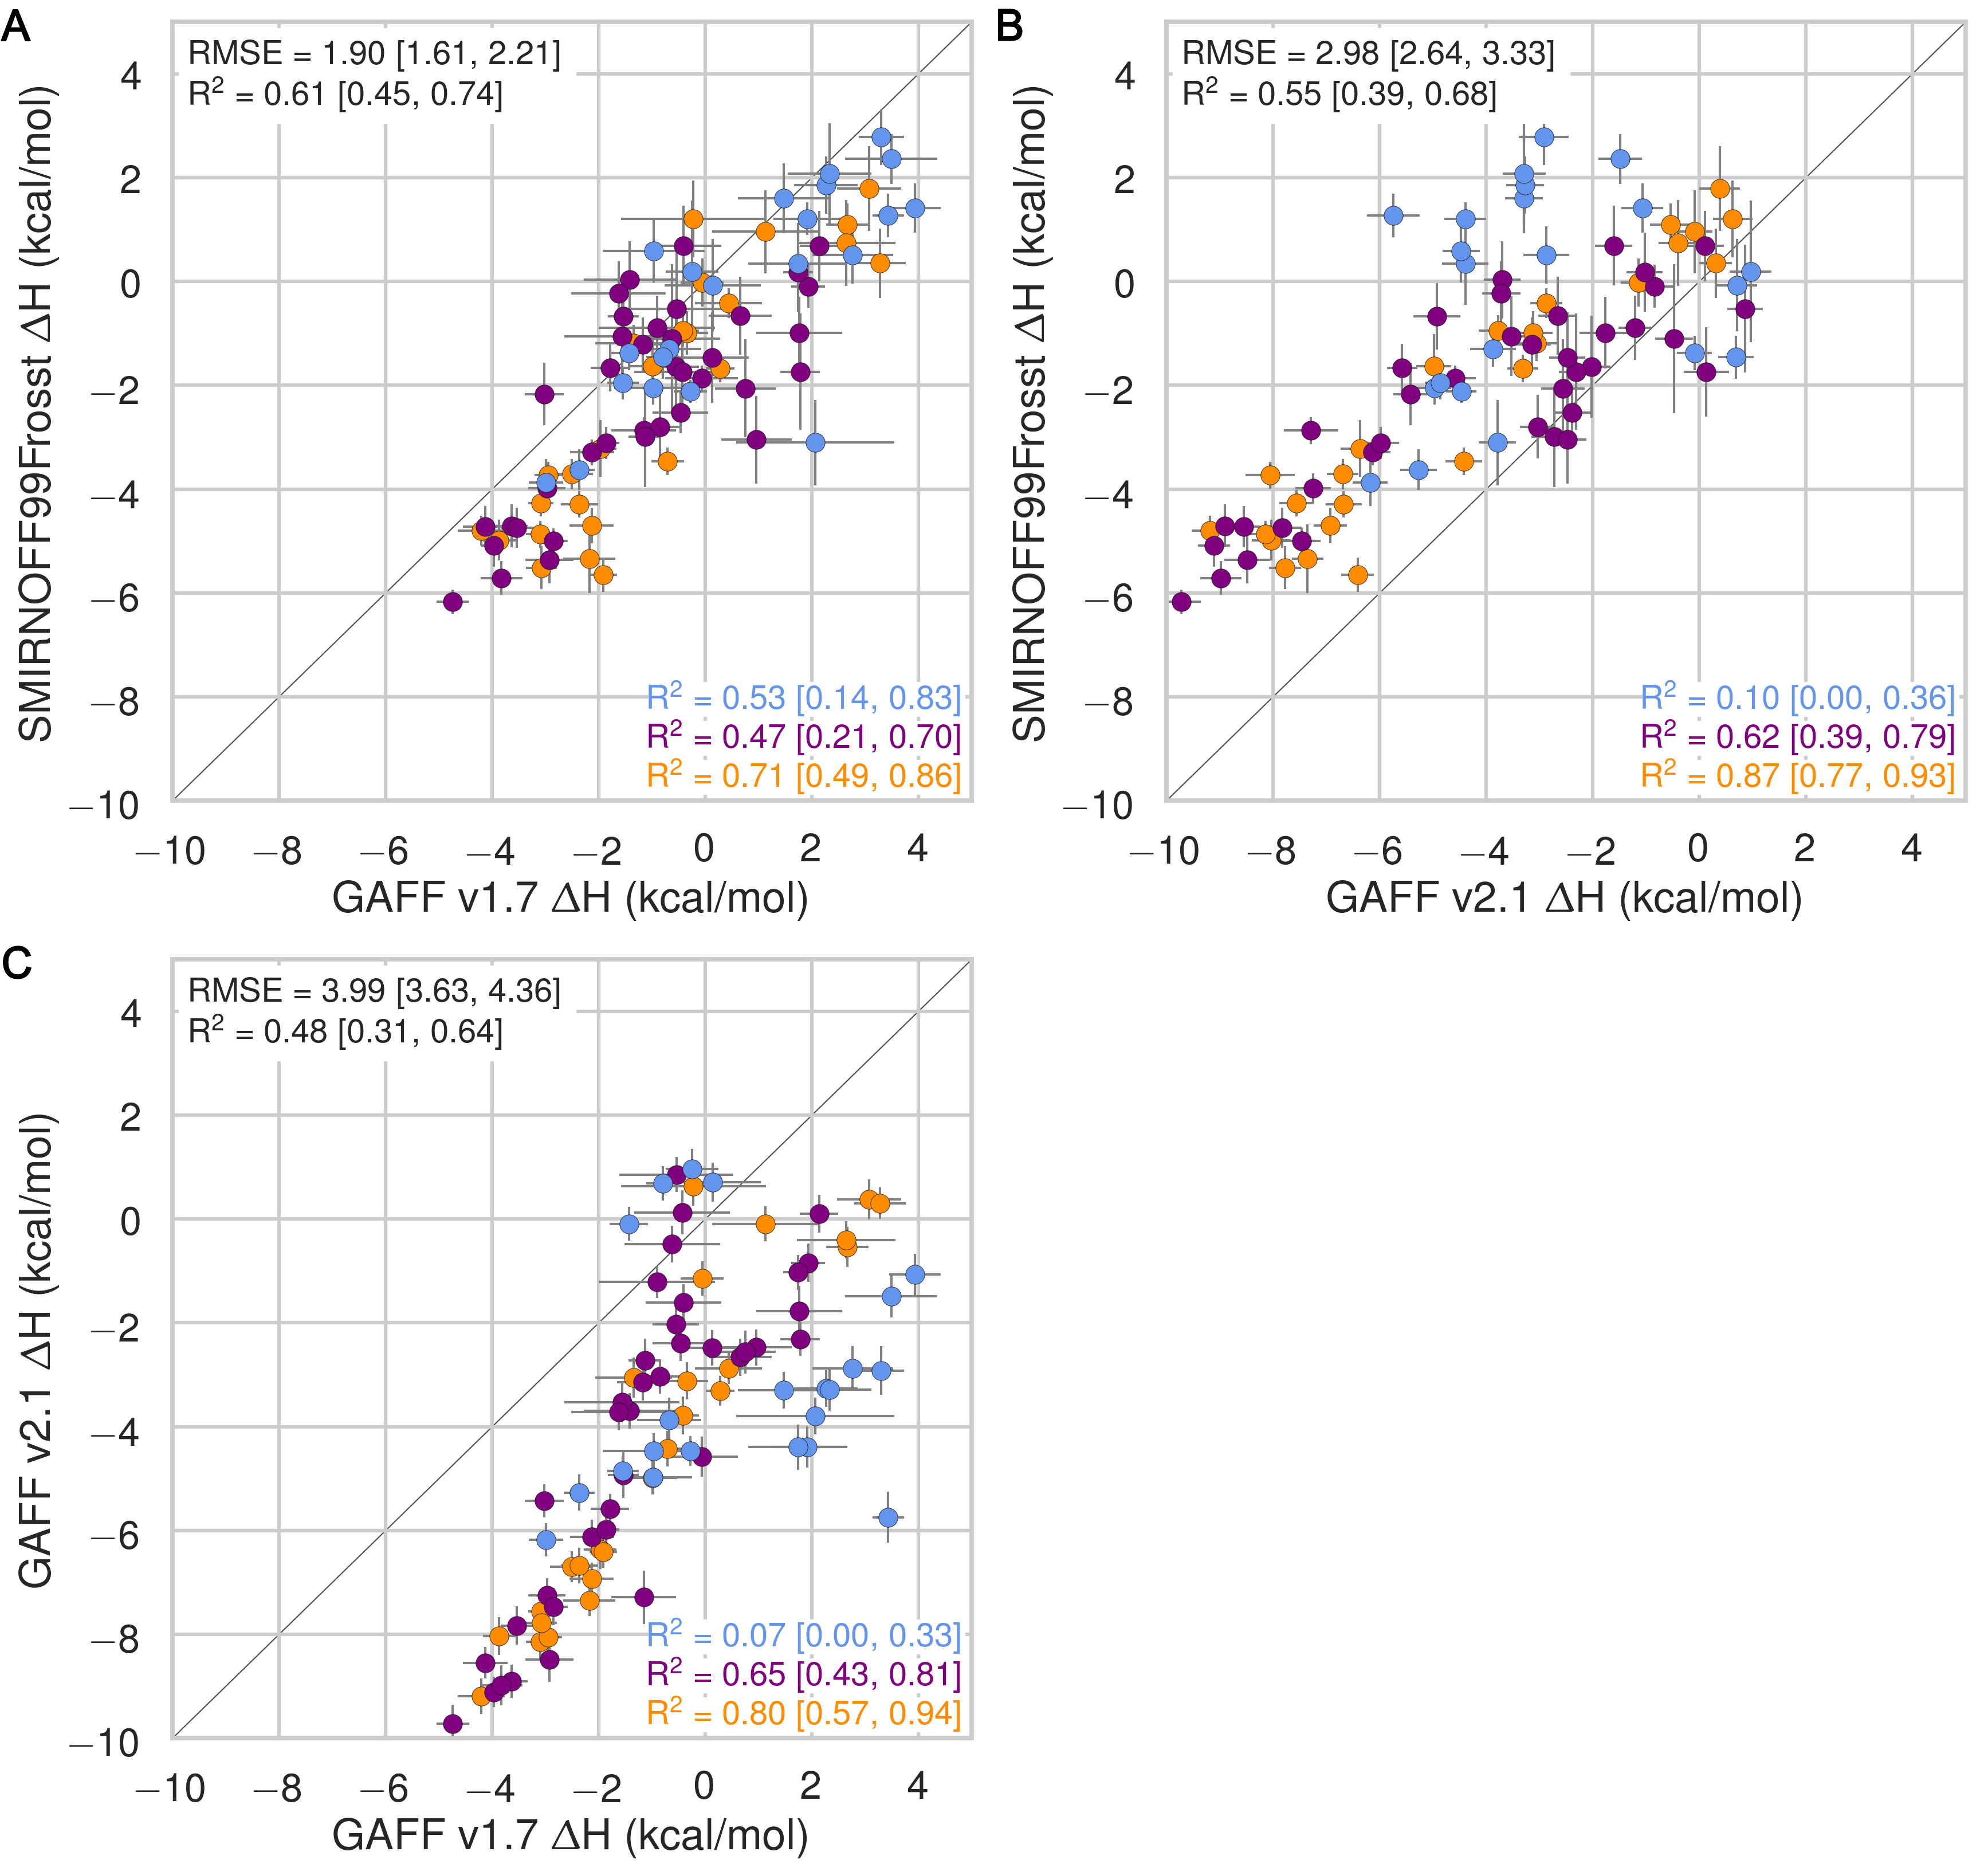 A
RMSE = 1.90 [1.61, 2.21]
R² = 0.61 [0.45, 0.74]
SMIRNOFF99Frosst ΔH (kcal/mol)
4
2
0
−2
−4
−6
−8
−10
R² = 0.53 [0.14, 0.83]
R² = 0.47 [0.21, 0.70]
R² = 0.71 [0.49, 0.86]
−10 −8 −6 −4 −2 0 2 4
GAFF v1.7 ΔH (kcal/mol)
B
RMSE = 2.98 [2.64, 3.33]
R² = 0.55 [0.39, 0.68]
SMIRNOFF99Frosst ΔH (kcal/mol)
4
2
0
−2
−4
−6
−8
−10
R² = 0.10 [0.00, 0.36]
R² = 0.62 [0.39, 0.79]
R² = 0.87 [0.77, 0.93]
−10 −8 −6 −4 −2 0 2 4
GAFF v2.1 ΔH (kcal/mol)
C
RMSE = 3.99 [3.63, 4.36]
R² = 0.48 [0.31, 0.64]
GAFF v2.1 ΔH (kcal/mol)
4
2
0
−2
−4
−6
−8
−10
R² = 0.07 [0.00, 0.33]
R² = 0.65 [0.43, 0.81]
R² = 0.80 [0.57, 0.94]
−10 −8 −6 −4 −2 0 2 4
GAFF v1.7 ΔH (kcal/mol)